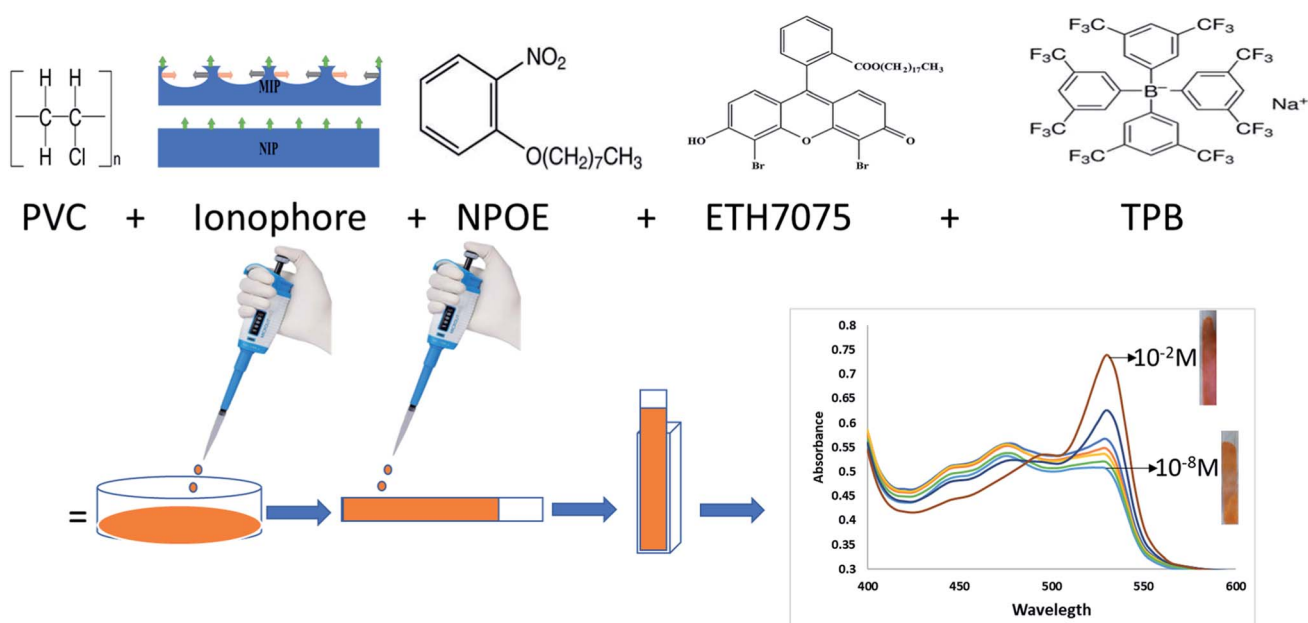 H H
C C
H Cl
n
MIP
NIP
NO₂
O(CH₂)₇CH₃
COO(CH₂)₁₇CH₃
HO
O
O
Br
Br
CF₃ CF₃
F₃C CF₃
F₃C CF₃
B⁻
Na⁺
CF₃ CF₃
PVC + Ionophore + NPOE + ETH7075 + TPB
=
0.8
0.75
0.7
0.65
0.6
0.55
0.5
0.45
0.4
0.35
0.3
Absorbance
10⁻²M
10⁻⁸M
400 450 500 550 600
Wavelegth